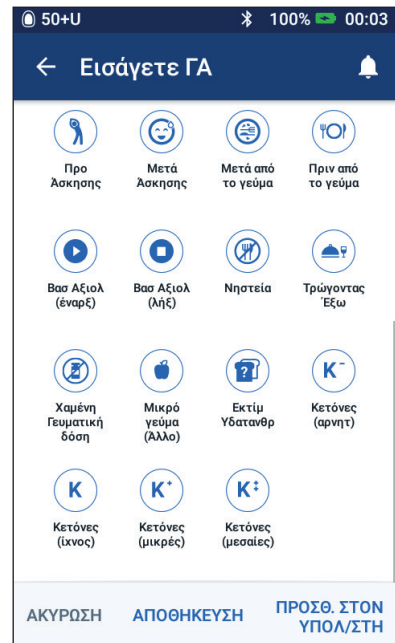 50+U 100% 00:03
Εισάγετε ΓΑ
Προ Άσκησης
Μετά Άσκησης
Μετά από το γεύμα
Πριν από το γεύμα
Βασ Αξιολ (έναρξ)
Βασ Αξιολ (λήξ)
Νηστεία
Τρώγοντας Έξω
Χαμένη Γευματική δόση
Μικρό γεύμα (Άλλο)
?
Εκτίμ Υδατανθρ
K⁻
Κετόνες (αρνητ)
K
Κετόνες (ίχνος)
K⁺
Κετόνες (μικρές)
K‡
Κετόνες (μεσαίες)
ΑΚΥΡΩΣΗ
ΑΠΟΘΗΚΕΥΣΗ
ΠΡΟΣΘ. ΣΤΟΝ
ΥΠΟΛ/ΣΤΗ